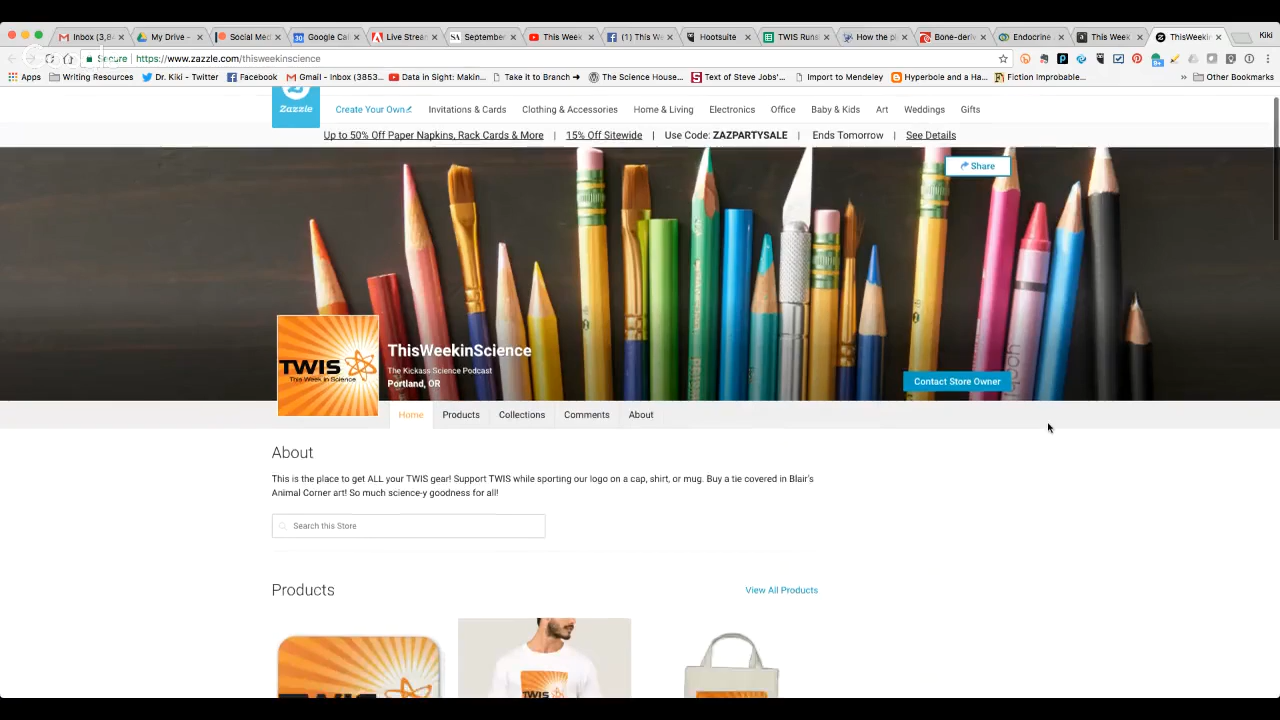 Inbox (3,8
My Drive -
Social Med
Google Cal
Live Stream
September
This Week
(1) This We
Hootsuite
TWIS Runs
How the pl
Bone-deriv
Endocrine
This Week
ThisWeekin
Kiki
Secure https://www.zazzle.com/thisweekinscience
Apps
Writing Resources
Dr. Kiki - Twitter
Facebook
Gmail - Inbox (3853...
Data in Sight: Makin...
Take it to Branch
The Science House...
Text of Steve Jobs'...
Import to Mendeley
Hyperbole and a Ha...
Fiction Improbable...
» Other Bookmarks
Zazzle
Create Your Own
Invitations & Cards
Clothing & Accessories
Home & Living
Electronics
Office
Baby & Kids
Art
Weddings
Gifts
Up to 50% Off Paper Napkins, Rack Cards & More | 15% Off Sitewide | Use Code: ZAZPARTYSALE | Ends Tomorrow | See Details
Share
ThisWeekinScience
The Kickass Science Podcast
Portland, OR
TWIS
This Week in Science
Contact Store Owner
Home
Products
Collections
Comments
About
About
This is the place to get ALL your TWIS gear! Support TWIS while sporting our logo on a cap, shirt, or mug. Buy a tie covered in Blair's
Animal Corner art! So much science-y goodness for all!
Search this Store
Products
View All Products
TWIS
TWIS